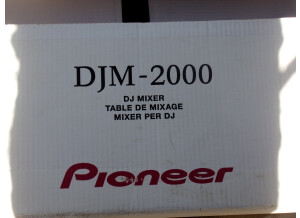 DJM-2000
DJ MIXER
TABLE DE MIXAGE
MIXER PER DJ
Pioneer